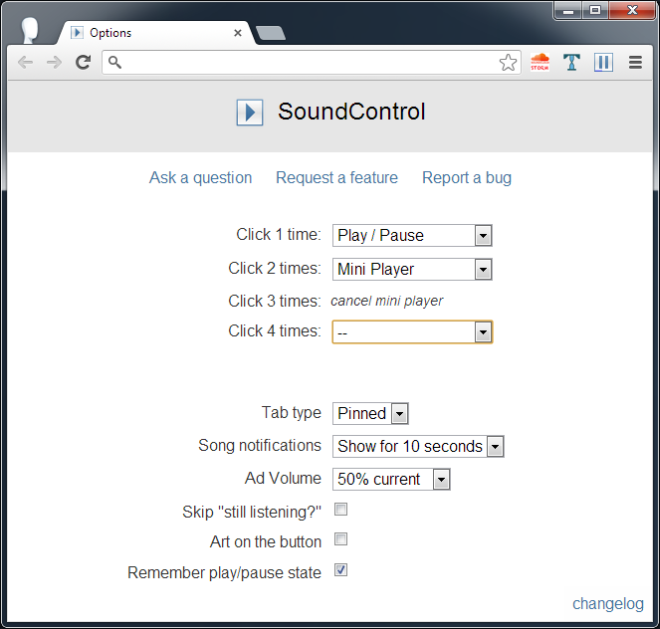 Options
SoundControl
Ask a question Request a feature Report a bug
Click 1 time: Play / Pause
Click 2 times: Mini Player
Click 3 times: cancel mini player
Click 4 times: --
Tab type Pinned
Song notifications Show for 10 seconds
Ad Volume 50% current
Skip "still listening?"
Art on the button
Remember play/pause state
changelog